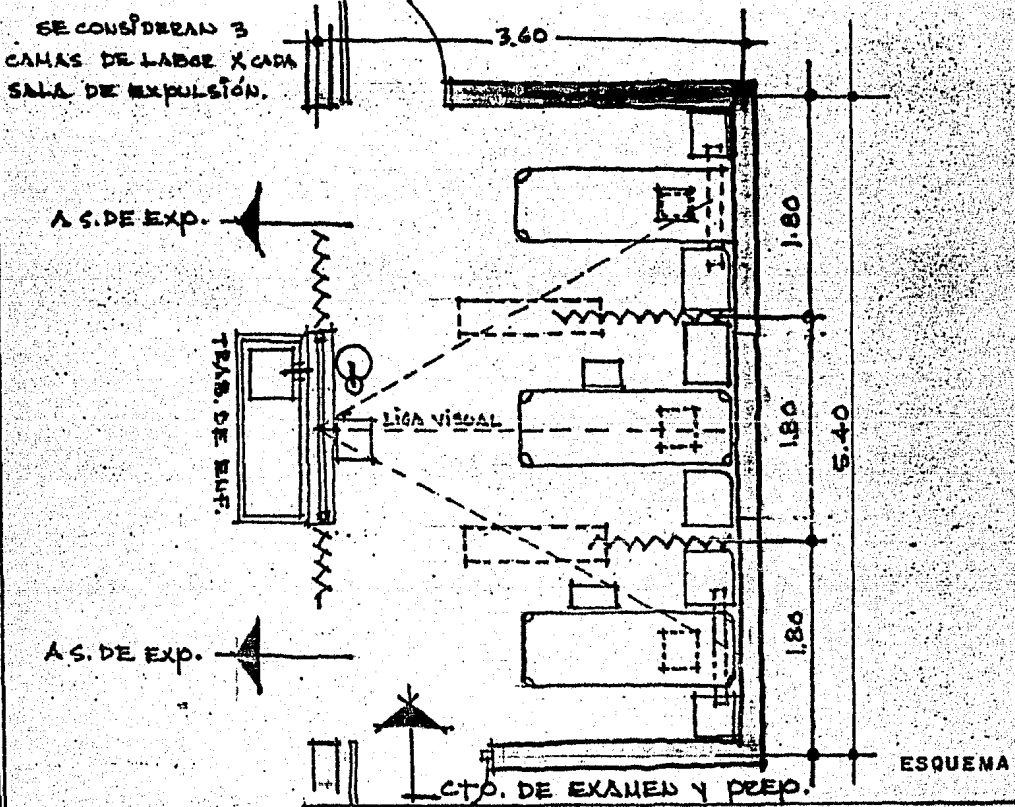 SE CONSIDERAN 3
CAMAS DE LABOR X CADA
SALA DE EXPULSIÓN.
3.60
A S. DE EXP.
1.80
TRAB. DE ENF.
LIGA VISUAL
1.80
5.40
A S. DE EXP.
1.80
ESQUEMA
CTO. DE EXAMEN Y PREP.